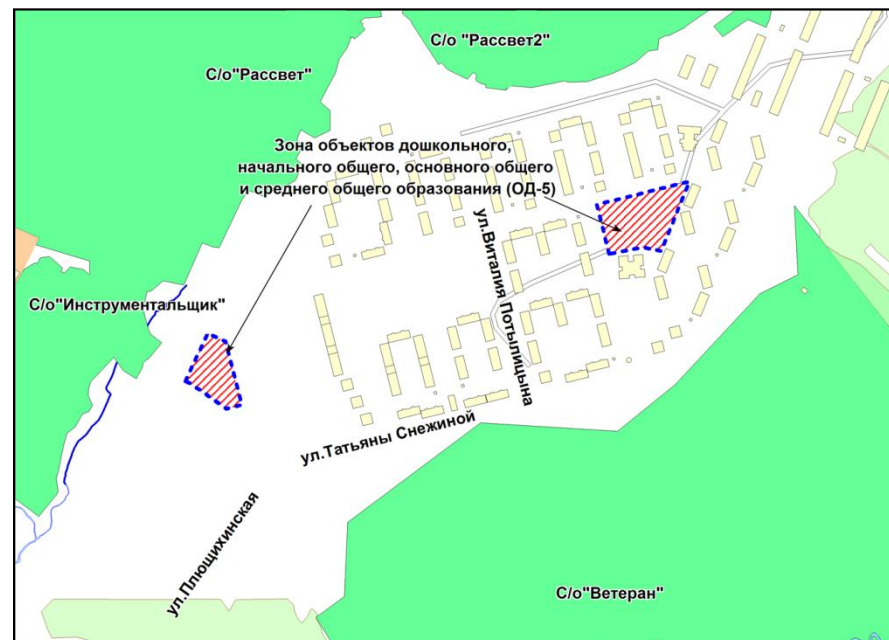 С/о "Рассвет2"
С/о"Рассвет"
Зона объектов дошкольного,
начального общего, основного общего
и среднего общего образования (ОД-5)
ул.Виталия Потылицына
С/о"Инструментальщик"
ул.Татьяны Снежиной
ул.Плющихинская
С/о"Ветеран"